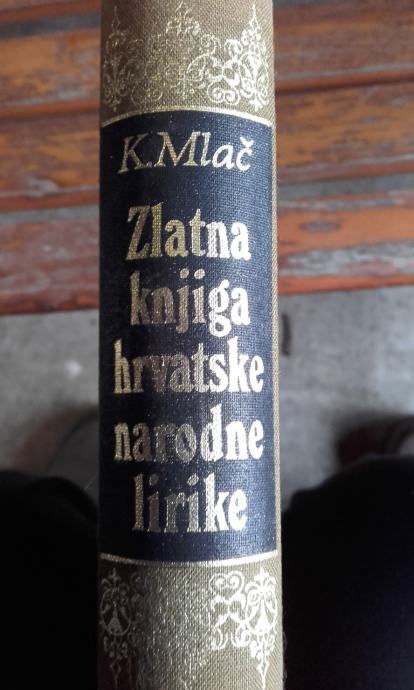 K.Mlač
Zlatna
knjiga
hrvatske
narodne
lirike